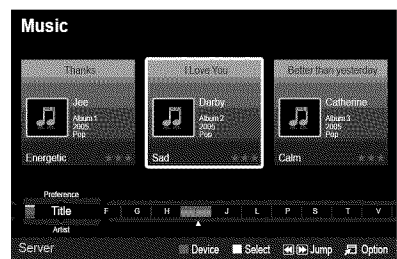 Music
Thanks
I Love You
Better than yesterday
Joe
Album 1
2005
Pop
Energetic
Darby
Album 2
2005
Pop
Sad
Catherine
Album 3
2005
Pop
Calm
Preference
Title F G H J L P S T V
Artist
Server Device Select Jump Option